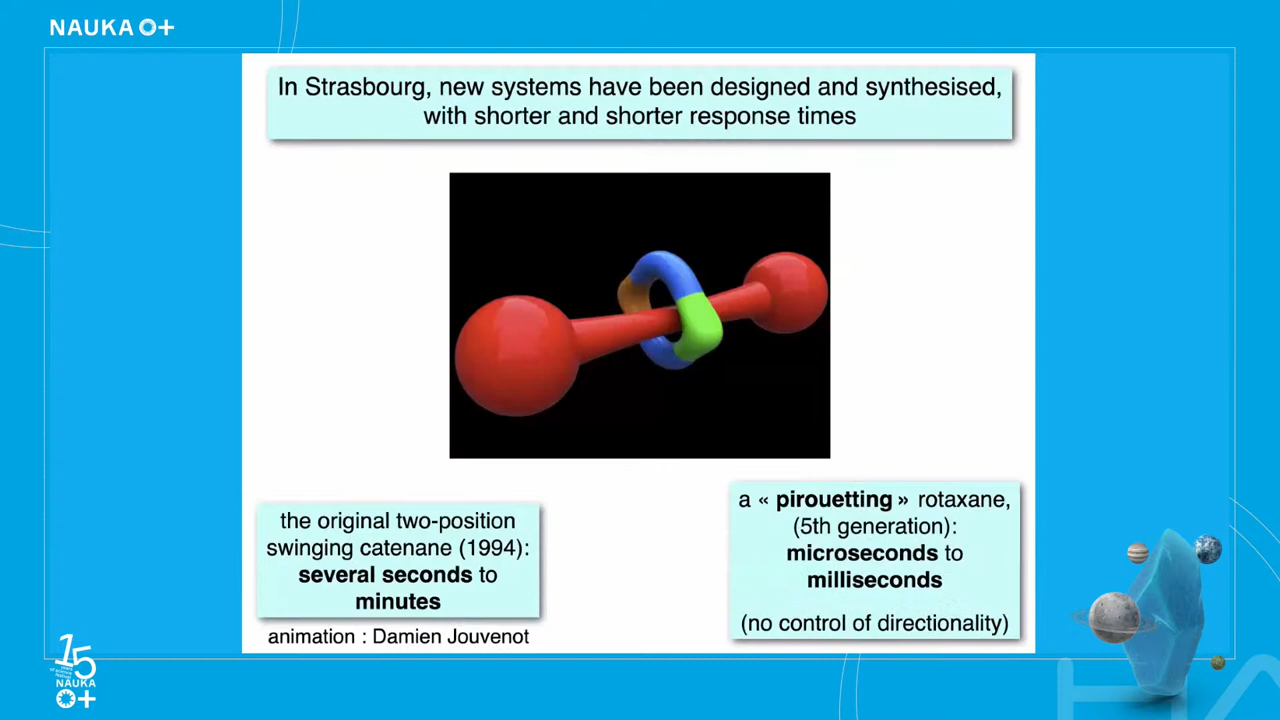 NAUKA 0+
In Strasbourg, new systems have been designed and synthesised,
with shorter and shorter response times
the original two-position
swinging catenane (1994):
several seconds to
minutes
animation : Damien Jouvenot
a « pirouetting » rotaxane,
(5th generation):
microseconds to
milliseconds
(no control of directionality)
15
NAUKA
0+